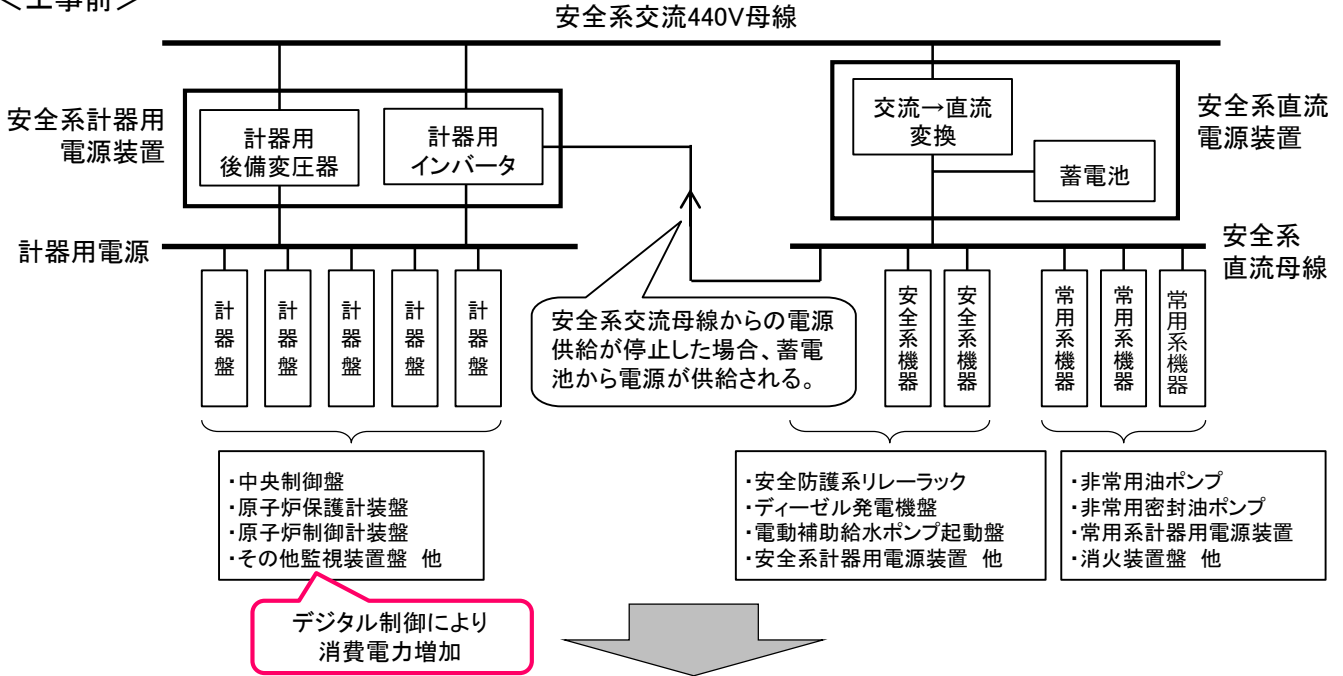 ＜工事前＞
安全系交流440V母線
安全系計器用
電源装置
計器用
後備変圧器
計器用
インバータ
交流→直流
変換
蓄電池
安全系直流
電源装置
計器用電源
安全系
直流母線
計器盤
計器盤
計器盤
計器盤
計器盤
安全系交流母線からの電源
供給が停止した場合、蓄電
池から電源が供給される。
安全系機器
安全系機器
常用系機器
常用系機器
常用系機器
・中央制御盤
・原子炉保護計装盤
・原子炉制御計装盤
・その他監視装置盤 他
・安全防護系リレーラック
・ディーゼル発電機盤
・電動補助給水ポンプ起動盤
・安全系計器用電源装置 他
・非常用油ポンプ
・非常用密封油ポンプ
・常用系計器用電源装置
・消火装置盤 他
デジタル制御により
消費電力増加